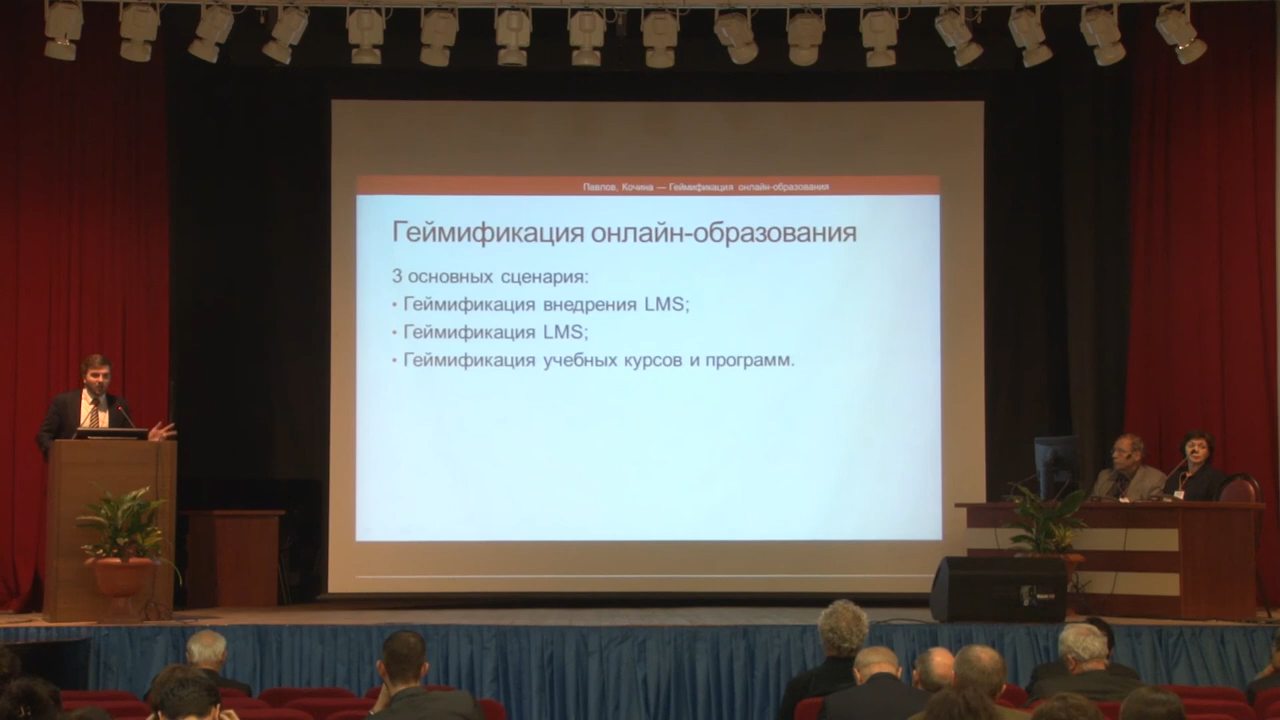 Павлов, Кочина — Геймификация онлайн-образования
Геймификация онлайн-образования
3 основных сценария:
• Геймификация внедрения LMS;
• Геймификация LMS;
• Геймификация учебных курсов и программ.